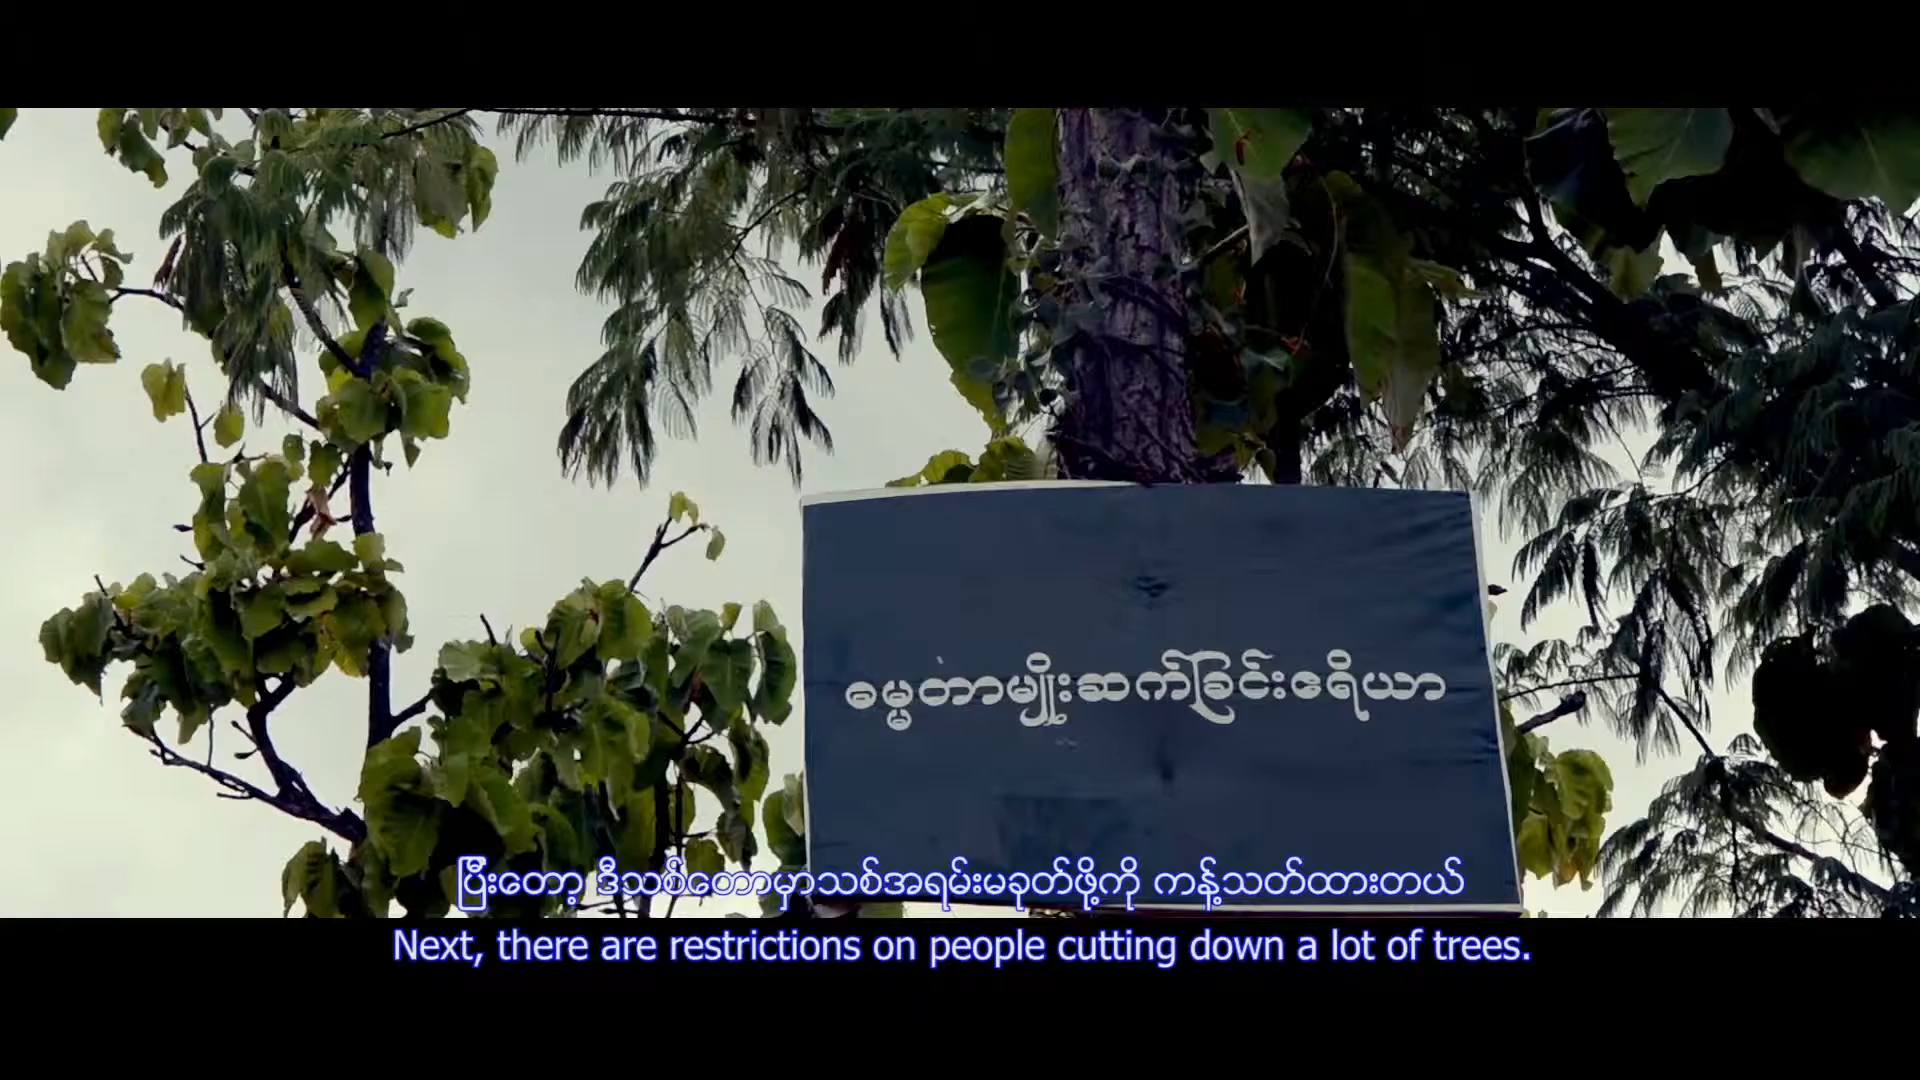 ဓမ္မတာမျိုးဆက်ခြင်းဧရိယာ
ပြီးတော့ ဒီသစ်တောမှာသစ်အရမ်းမခုတ်ဖို့ကို ကန့်သတ်ထားတယ်
Next, there are restrictions on people cutting down a lot of trees.